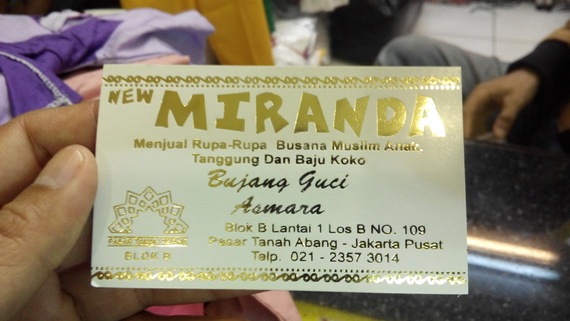 NEW MIRANDA
Menjual Rupa-Rupa Busana Muslim Anak,
Tanggung Dan Baju Koko
Bujang Guci
Asmara
Blok B Lantai 1 Los B NO. 109
Pasar Tanah Abang - Jakarta Pusat
Telp. 021 - 2357 3014
BLOK B